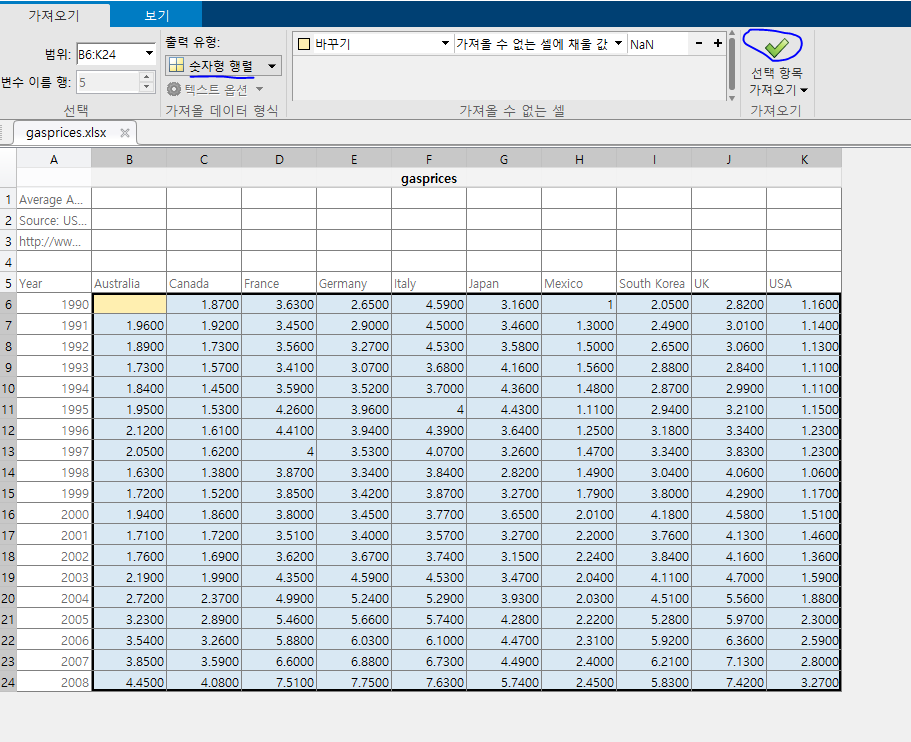 가져오기 보기
범위: B6:K24
변수 이름 행: 5
선택
출력 유형:
숫자형 행렬
텍스트 옵션
가져올 데이터 형식
바꾸기 가져올 수 없는 셀에 채울 값 NaN - +
가져올 수 없는 셀
선택 항목
가져오기
가져오기
gasprices.xlsx
A B C D E F G H I J K
gasprices
1 Average A...
2 Source: US...
3 http://ww...
4
5 Year Australia Canada France Germany Italy Japan Mexico South Korea UK USA
6 1990 1.8700 3.6300 2.6500 4.5900 3.1600 1 2.0500 2.8200 1.1600
7 1991 1.9600 1.9200 3.4500 2.9000 4.5000 3.4600 1.3000 2.4900 3.0100 1.1400
8 1992 1.8900 1.7300 3.5600 3.2700 4.5300 3.5800 1.5000 2.6500 3.0600 1.1300
9 1993 1.7300 1.5700 3.4100 3.0700 3.6800 4.1600 1.5600 2.8800 2.8400 1.1100
10 1994 1.8400 1.4500 3.5900 3.5200 3.7000 4.3600 1.4800 2.8700 2.9900 1.1100
11 1995 1.9500 1.5300 4.2600 3.9600 4 4.4300 1.1100 2.9400 3.2100 1.1500
12 1996 2.1200 1.6100 4.4100 3.9400 4.3900 3.6400 1.2500 3.1800 3.3400 1.2300
13 1997 2.0500 1.6200 4 3.5300 4.0700 3.2600 1.4700 3.3400 3.8300 1.2300
14 1998 1.6300 1.3800 3.8700 3.3400 3.8400 2.8200 1.4900 3.0400 4.0600 1.0600
15 1999 1.7200 1.5200 3.8500 3.4200 3.8700 3.2700 1.7900 3.8000 4.2900 1.1700
16 2000 1.9400 1.8600 3.8000 3.4500 3.7700 3.6500 2.0100 4.1800 4.5800 1.5100
17 2001 1.7100 1.7200 3.5100 3.4000 3.5700 3.2700 2.2000 3.7600 4.1300 1.4600
18 2002 1.7600 1.6900 3.6200 3.6700 3.7400 3.1500 2.2400 3.8400 4.1600 1.3600
19 2003 2.1900 1.9900 4.3500 4.5900 4.5300 3.4700 2.0400 4.1100 4.7000 1.5900
20 2004 2.7200 2.3700 4.9900 5.2400 5.2900 3.9300 2.0300 4.5100 5.5600 1.8800
21 2005 3.2300 2.8900 5.4600 5.6600 5.7400 4.2800 2.2200 5.2800 5.9700 2.3000
22 2006 3.5400 3.2600 5.8800 6.0300 6.1000 4.4700 2.3100 5.9200 6.3600 2.5900
23 2007 3.8500 3.5900 6.6000 6.8800 6.7300 4.4900 2.4000 6.2100 7.1300 2.8000
24 2008 4.4500 4.0800 7.5100 7.7500 7.6300 5.7400 2.4500 5.8300 7.4200 3.2700